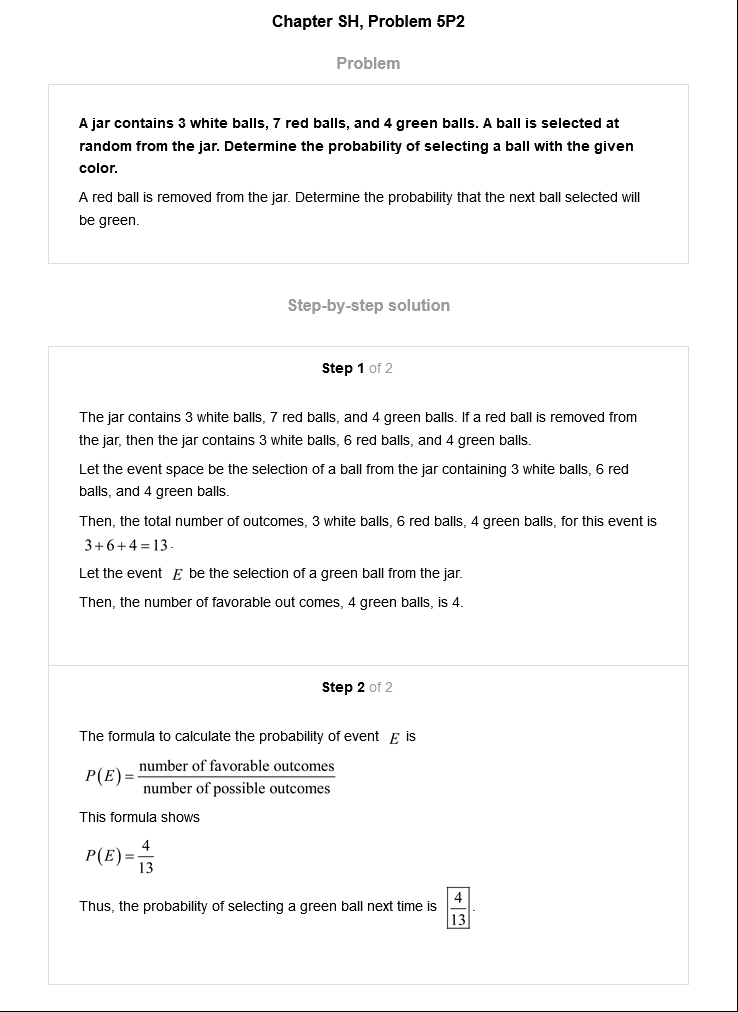 Chapter SH, Problem 5P2
Problem
A jar contains 3 white balls, 7 red balls, and 4 green balls. A ball is selected at
random from the jar. Determine the probability of selecting a ball with the given
color.
A red ball is removed from the jar. Determine the probability that the next ball selected will
be green.
Step-by-step solution
Step 1 of 2
The jar contains 3 white balls, 7 red balls, and 4 green balls. If a red ball is removed from
the jar, then the jar contains 3 white balls, 6 red balls, and 4 green balls.
Let the event space be the selection of a ball from the jar containing 3 white balls, 6 red
balls, and 4 green balls.
Then, the total number of outcomes, 3 white balls, 6 red balls, 4 green balls, for this event is
3+6+4=13.
Let the event E be the selection of a green ball from the jar.
Then, the number of favorable out comes, 4 green balls, is 4.
Step 2 of 2
The formula to calculate the probability of event E is
P(E)= number of favorable outcomes
number of possible outcomes
This formula shows
P(E)= 4
13
Thus, the probability of selecting a green ball next time is 4
13.